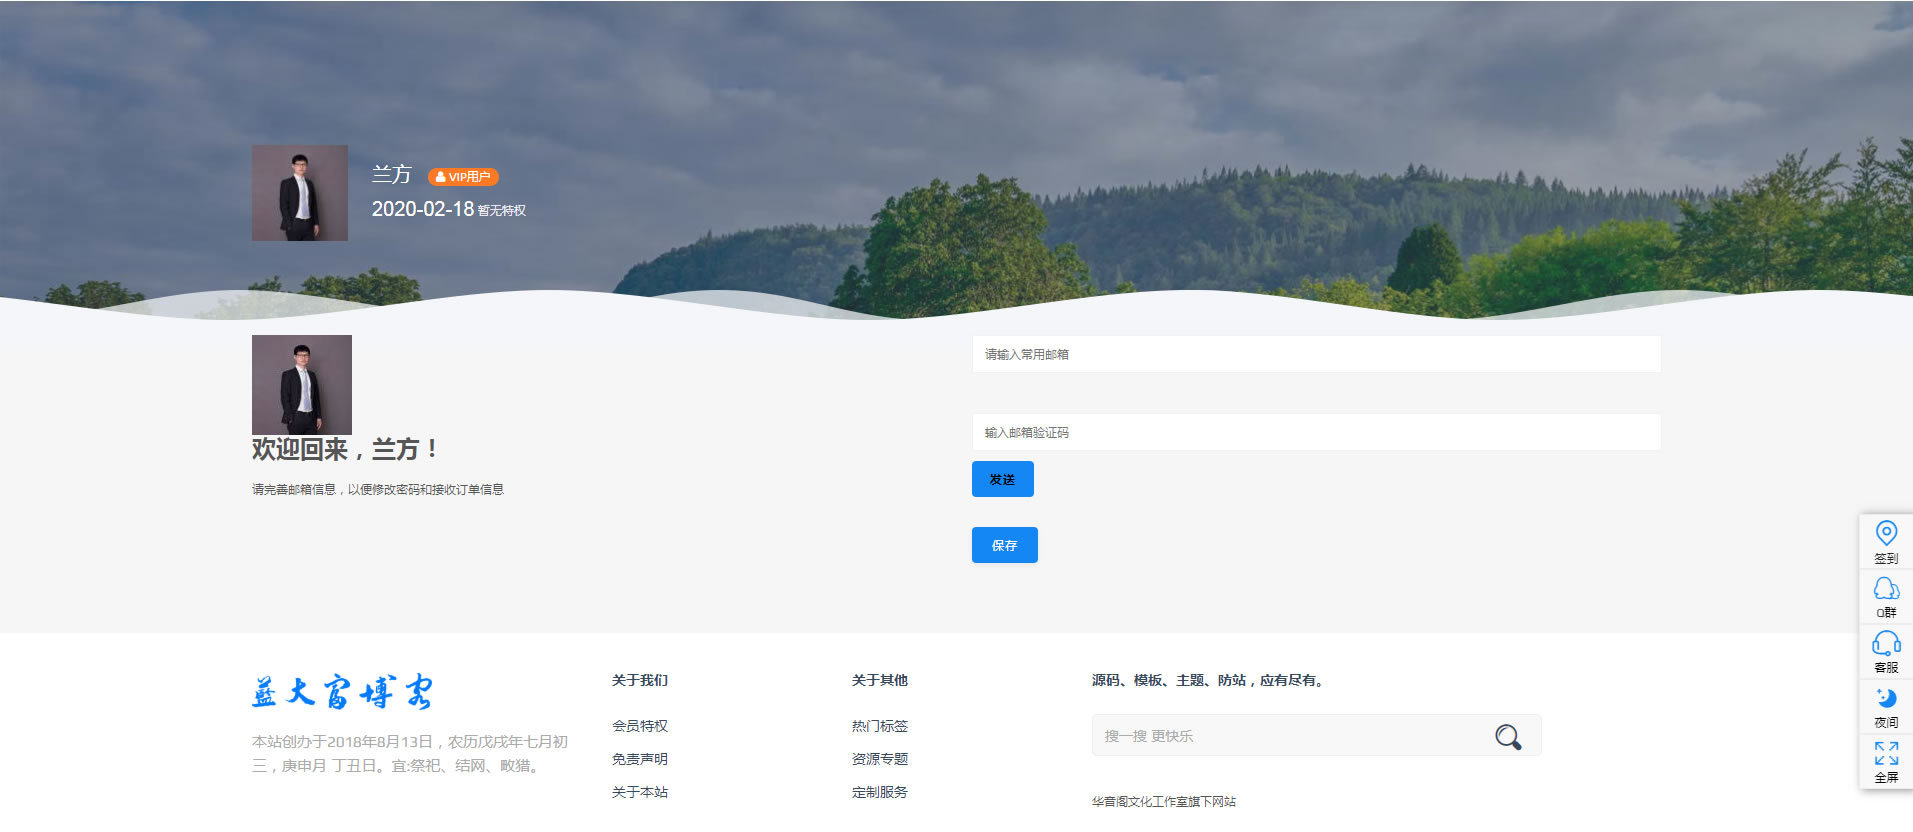 兰方 VIP用户
2020-02-18 暂无特权
请输入常用邮箱
输入邮箱验证码
欢迎回来，兰方！
发送
请完善邮箱信息，以便修改密码和接收订单信息
保存
签到
Q群
客服
夜间
全屏
藍大富博客
本站创办于2018年8月13日，农历戊戌年七月初
三，庚申月 丁丑日。宜:祭祀、结网、畋猎。
关于我们
会员特权
免责声明
关于本站
关于其他
热门标签
资源专题
定制服务
源码、模板、主题、防站，应有尽有。
搜一搜 更快乐
华音阁文化工作室旗下网站